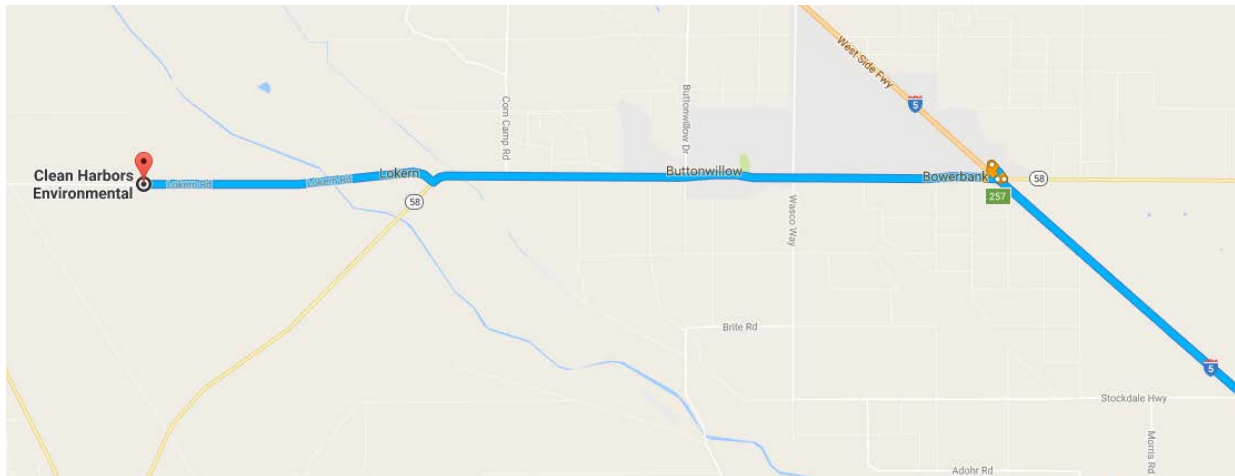 West Side Fwy
5
Corn Camp Rd
Buttonwillow Dr
Clean Harbors
Environmental
Lokern Rd
Lokern Rd
Lokern
Buttonwillow
Bowerbank
58
257
58
Wasco Way
Brite Rd
5
Stockdale Hwy
Morris Rd
Adohr Rd